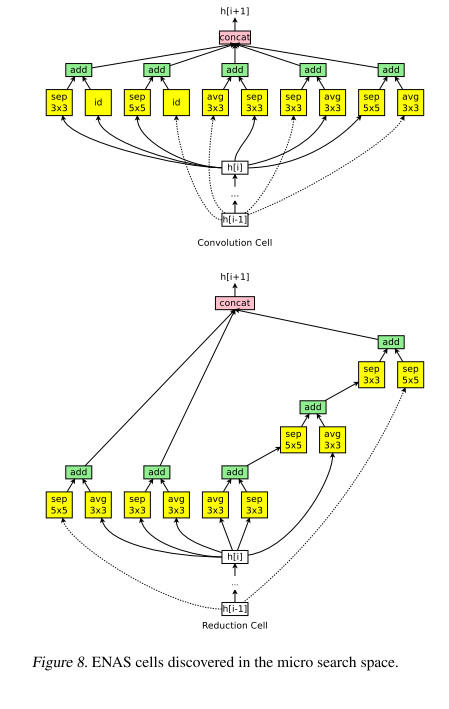 h[i+1]
concat
add add add add add
sep 3x3 id sep 5x5 id avg 3x3 sep 3x3 sep 3x3 avg 3x3 sep 5x5 avg 3x3
h[i]
...
h[i-1]
Convolution Cell
h[i+1]
concat
add
sep 3x3 sep 5x5
add
sep 5x5 avg 3x3
add add add
sep 5x5 avg 3x3 sep 3x3 avg 3x3 avg 3x3 sep 3x3
h[i]
...
h[i-1]
Reduction Cell
Figure 8. ENAS cells discovered in the micro search space.